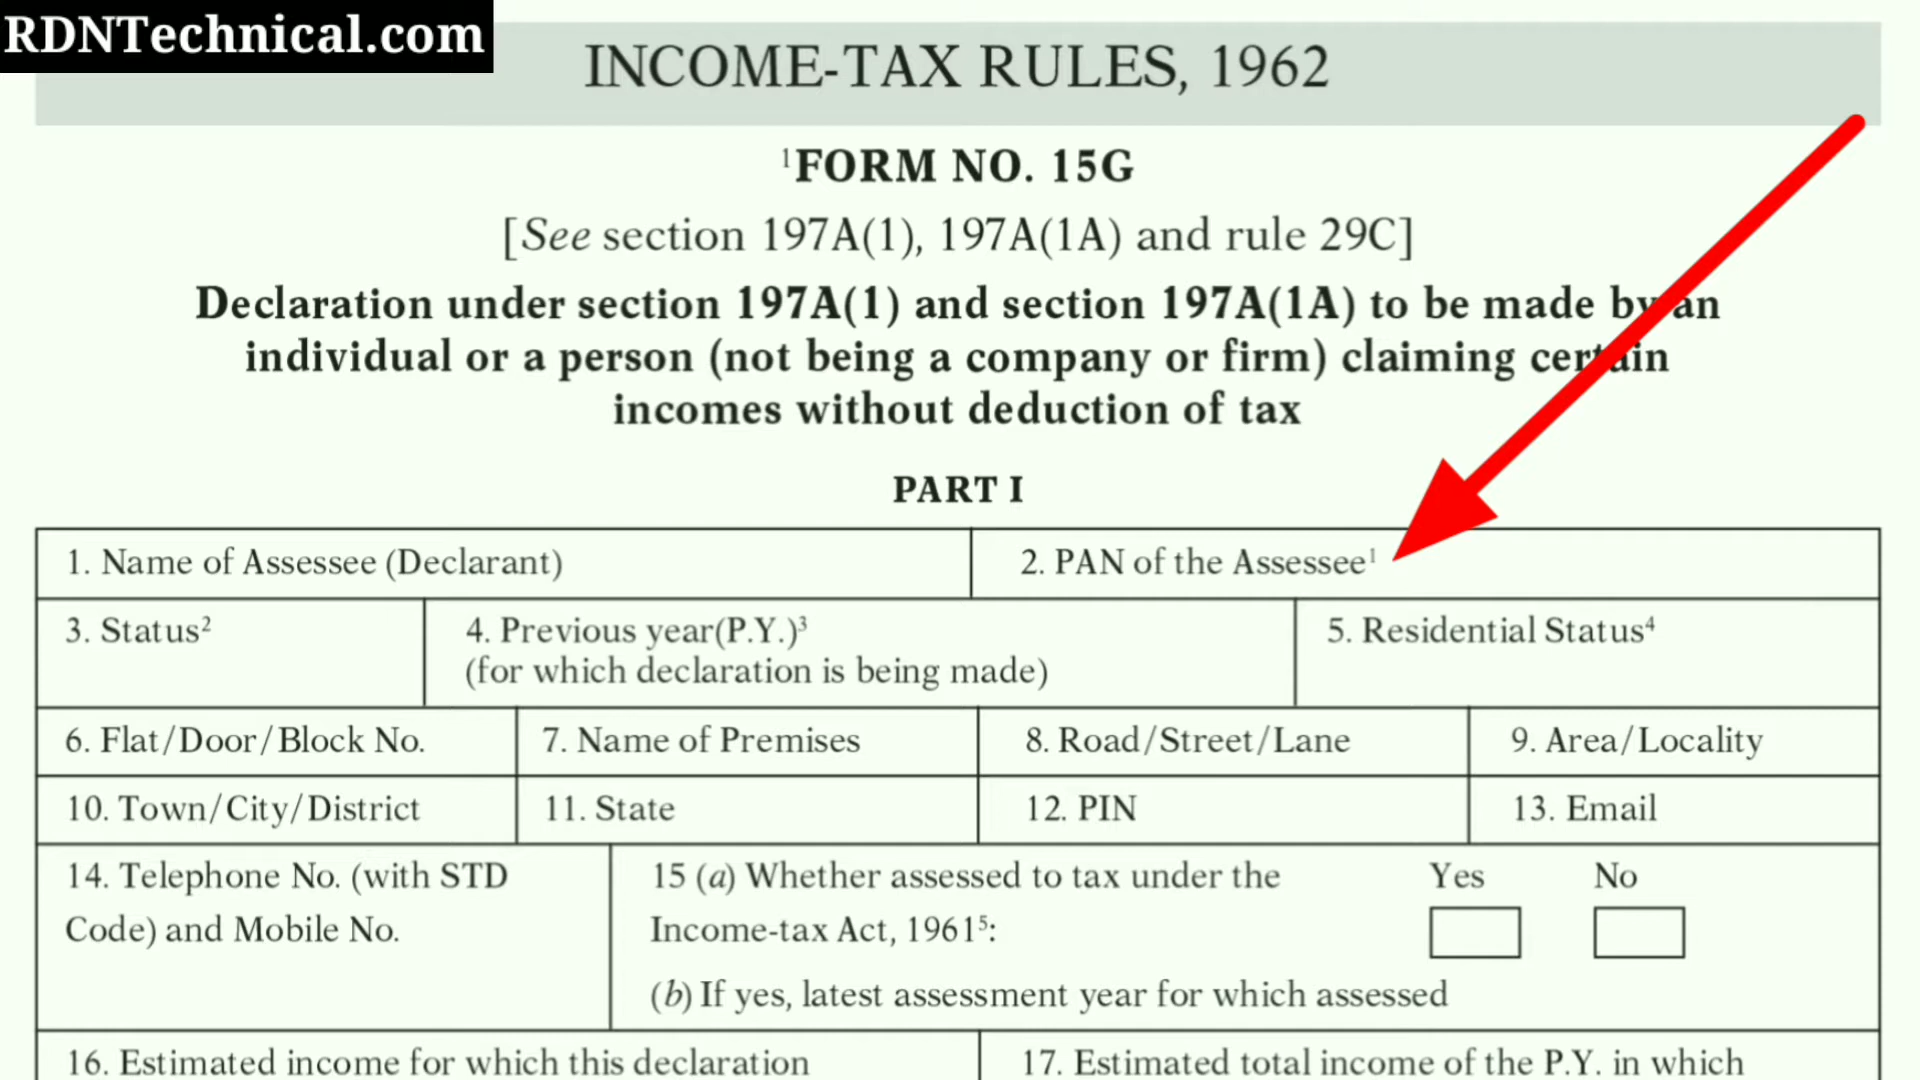 RDNTechnical.com
INCOME-TAX RULES, 1962
¹FORM NO. 15G
[See section 197A(1), 197A(1A) and rule 29C]
Declaration under section 197A(1) and section 197A(1A) to be made by an
individual or a person (not being a company or firm) claiming certain
incomes without deduction of tax
PART I
1. Name of Assessee (Declarant)
2. PAN of the Assessee¹
3. Status²
4. Previous year(P.Y.)³
(for which declaration is being made)
5. Residential Status⁴
6. Flat/Door/Block No.
7. Name of Premises
8. Road/Street/Lane
9. Area/Locality
10. Town/City/District
11. State
12. PIN
13. Email
14. Telephone No. (with STD
Code) and Mobile No.
15 (a) Whether assessed to tax under the
Income-tax Act, 1961⁵:
Yes
No
(b) If yes, latest assessment year for which assessed
16. Estimated income for which this declaration
17. Estimated total income of the P.Y. in which